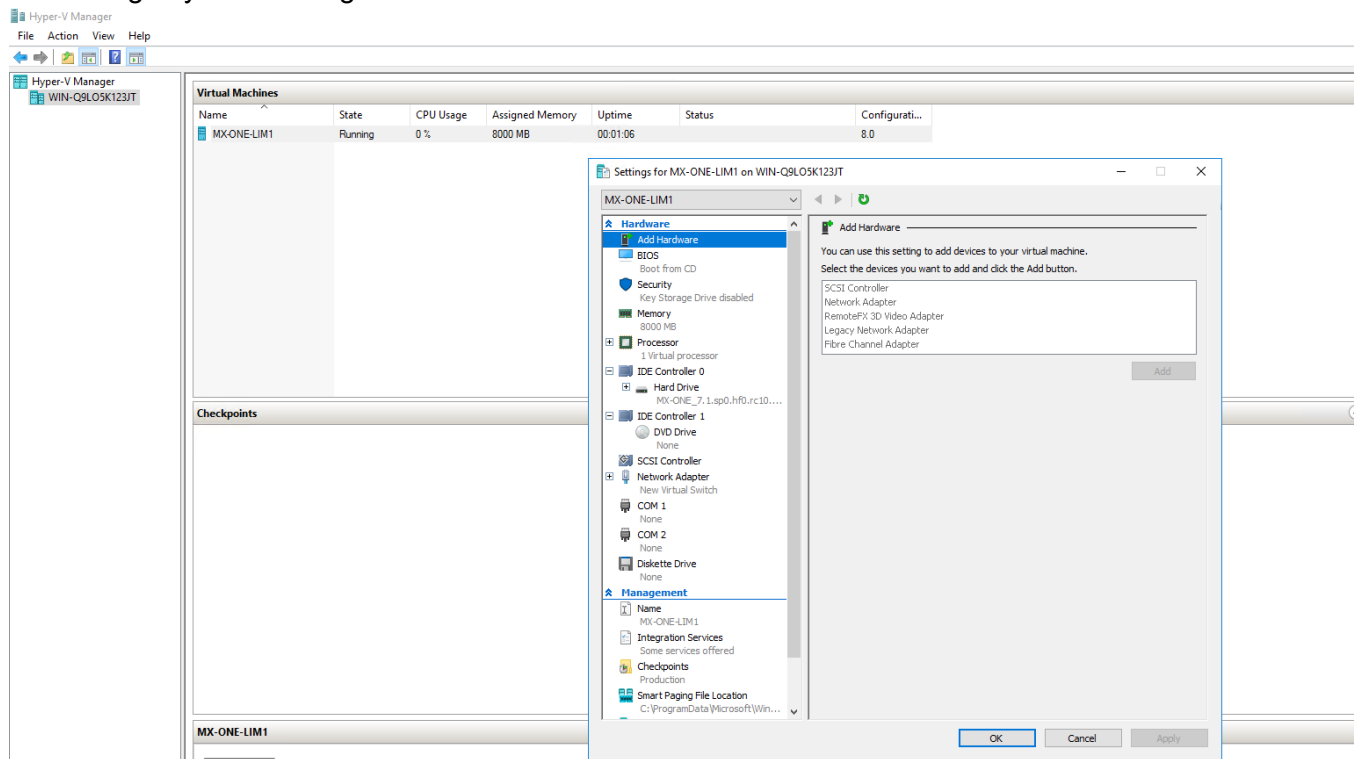 Hyper-V Manager
File Action View Help
Hyper-V Manager
WIN-Q9LO5K123JT
Virtual Machines
Name State CPU Usage Assigned Memory Uptime Status Configurati...
MX-ONE-LIM1 Running 0 % 8000 MB 00:01:06 8.0
Checkpoints
MX-ONE-LIM1
Settings for MX-ONE-LIM1 on WIN-Q9LO5K123JT
MX-ONE-LIM1
Hardware
Add Hardware
BIOS
Boot from CD
Security
Key Storage Drive disabled
Memory
8000 MB
Processor
1 Virtual processor
IDE Controller 0
Hard Drive
MX-ONE_7.1.sp0.hf0.rc10....
IDE Controller 1
DVD Drive
None
SCSI Controller
Network Adapter
New Virtual Switch
COM 1
None
COM 2
None
Diskette Drive
None
Management
Name
MX-ONE-LIM1
Integration Services
Some services offered
Checkpoints
Production
Smart Paging File Location
C:\ProgramData\Microsoft\Win...
Add Hardware
You can use this setting to add devices to your virtual machine.
Select the devices you want to add and click the Add button.
SCSI Controller
Network Adapter
RemoteFX 3D Video Adapter
Legacy Network Adapter
Fibre Channel Adapter
Add
OK Cancel Apply